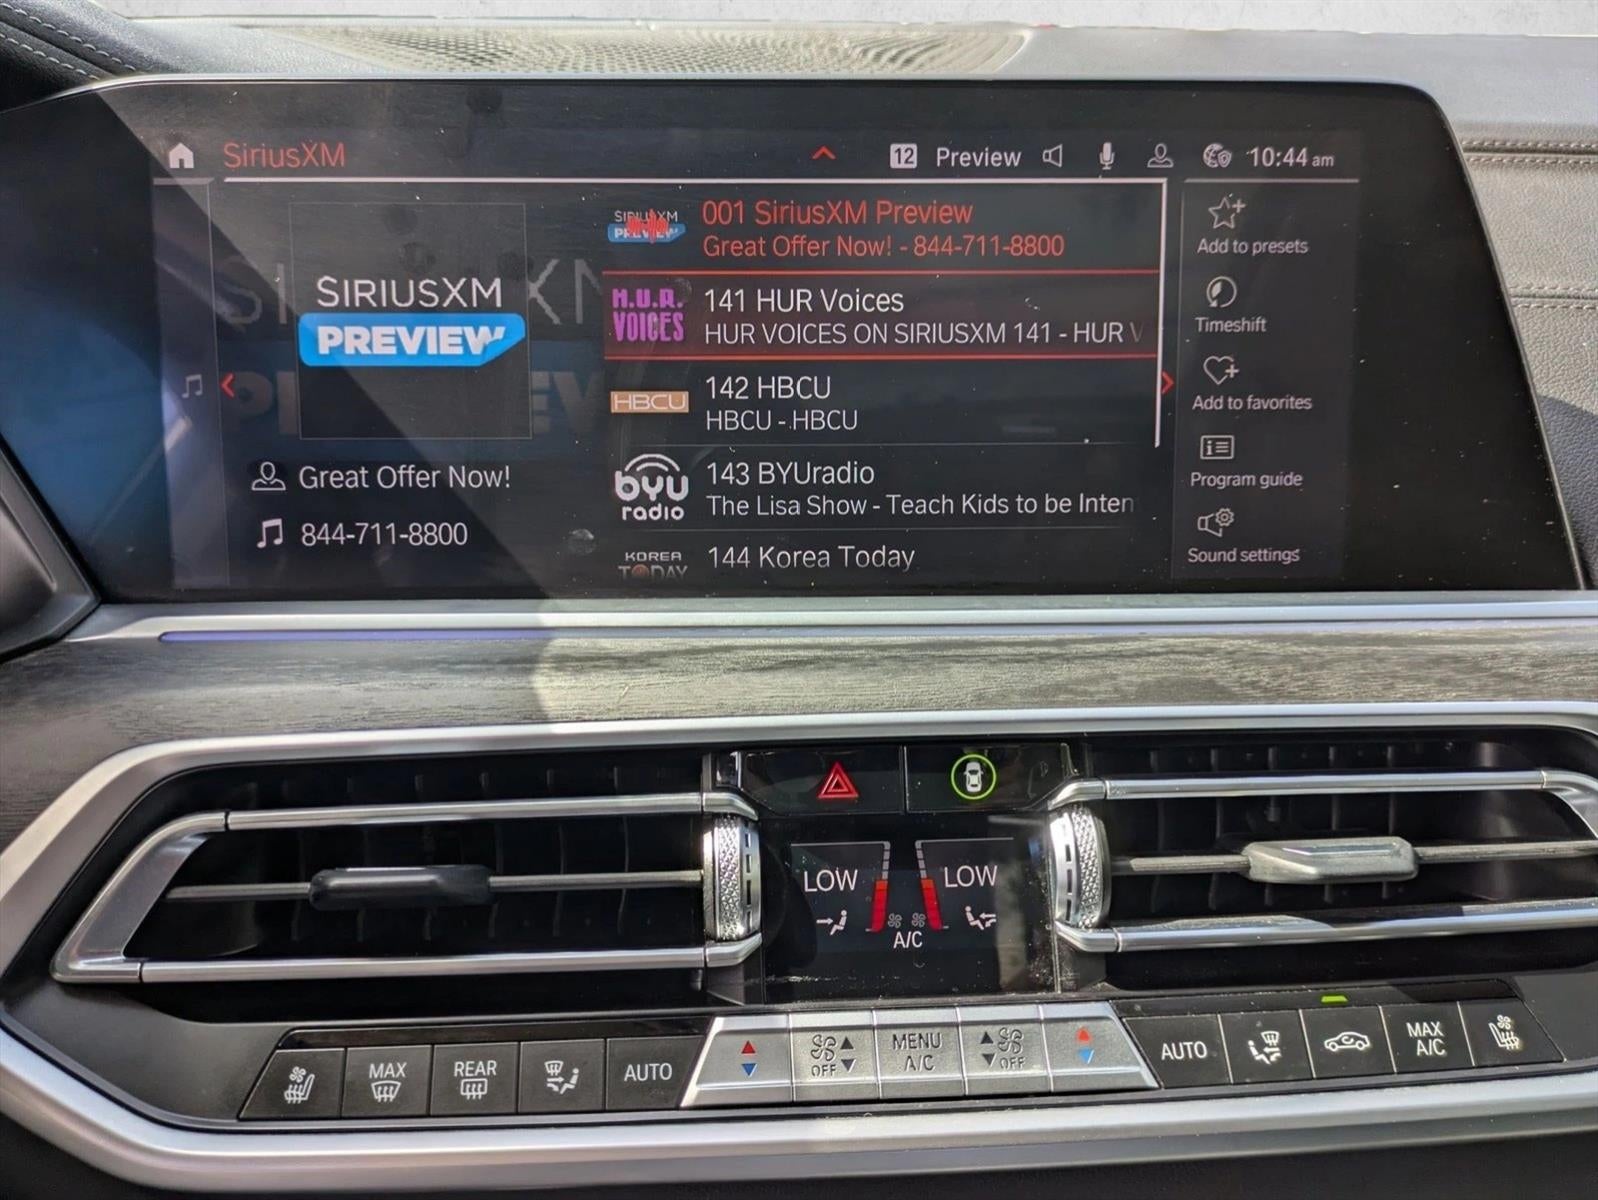 SiriusXM
12 Preview
10:44 am
SIRIUSXM
PREVIEW
Great Offer Now!
844-711-8800
SIRIUSXM
PREVIEW
001 SiriusXM Preview
Great Offer Now! - 844-711-8800
H.U.R.
VOICES
141 HUR Voices
HUR VOICES ON SIRIUSXM 141 - HUR V
HBCU
142 HBCU
HBCU - HBCU
byu
radio
143 BYUradio
The Lisa Show - Teach Kids to be Inten
KOREA
TODAY
144 Korea Today
Add to presets
Timeshift
Add to favorites
Program guide
Sound settings
LOW
LOW
A/C
MAX
REAR
AUTO
OFF
MENU
A/C
OFF
AUTO
MAX
A/C